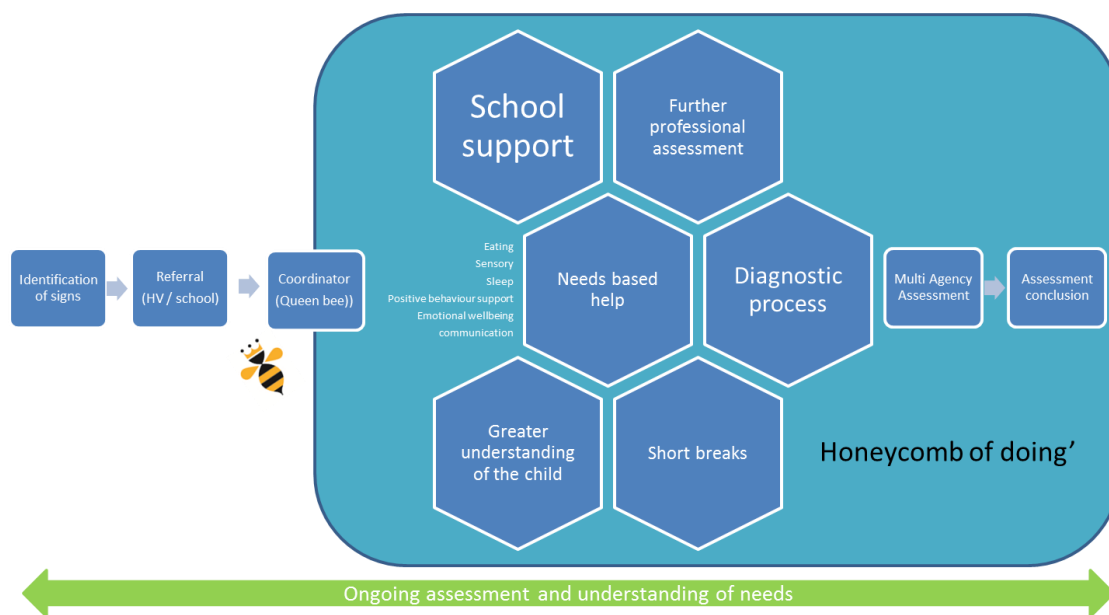 School
support
Further
professional
assessment
Identification
of signs
Referral
(HV / school)
Coordinator
(Queen bee))
Eating
Sensory
Sleep
Positive behaviour support
Emotional wellbeing
communication
Needs based
help
Diagnostic
process
Multi Agency
Assessment
Assessment
conclusion
Greater
understanding
of the child
Short breaks
Honeycomb of doing'
Ongoing assessment and understanding of needs